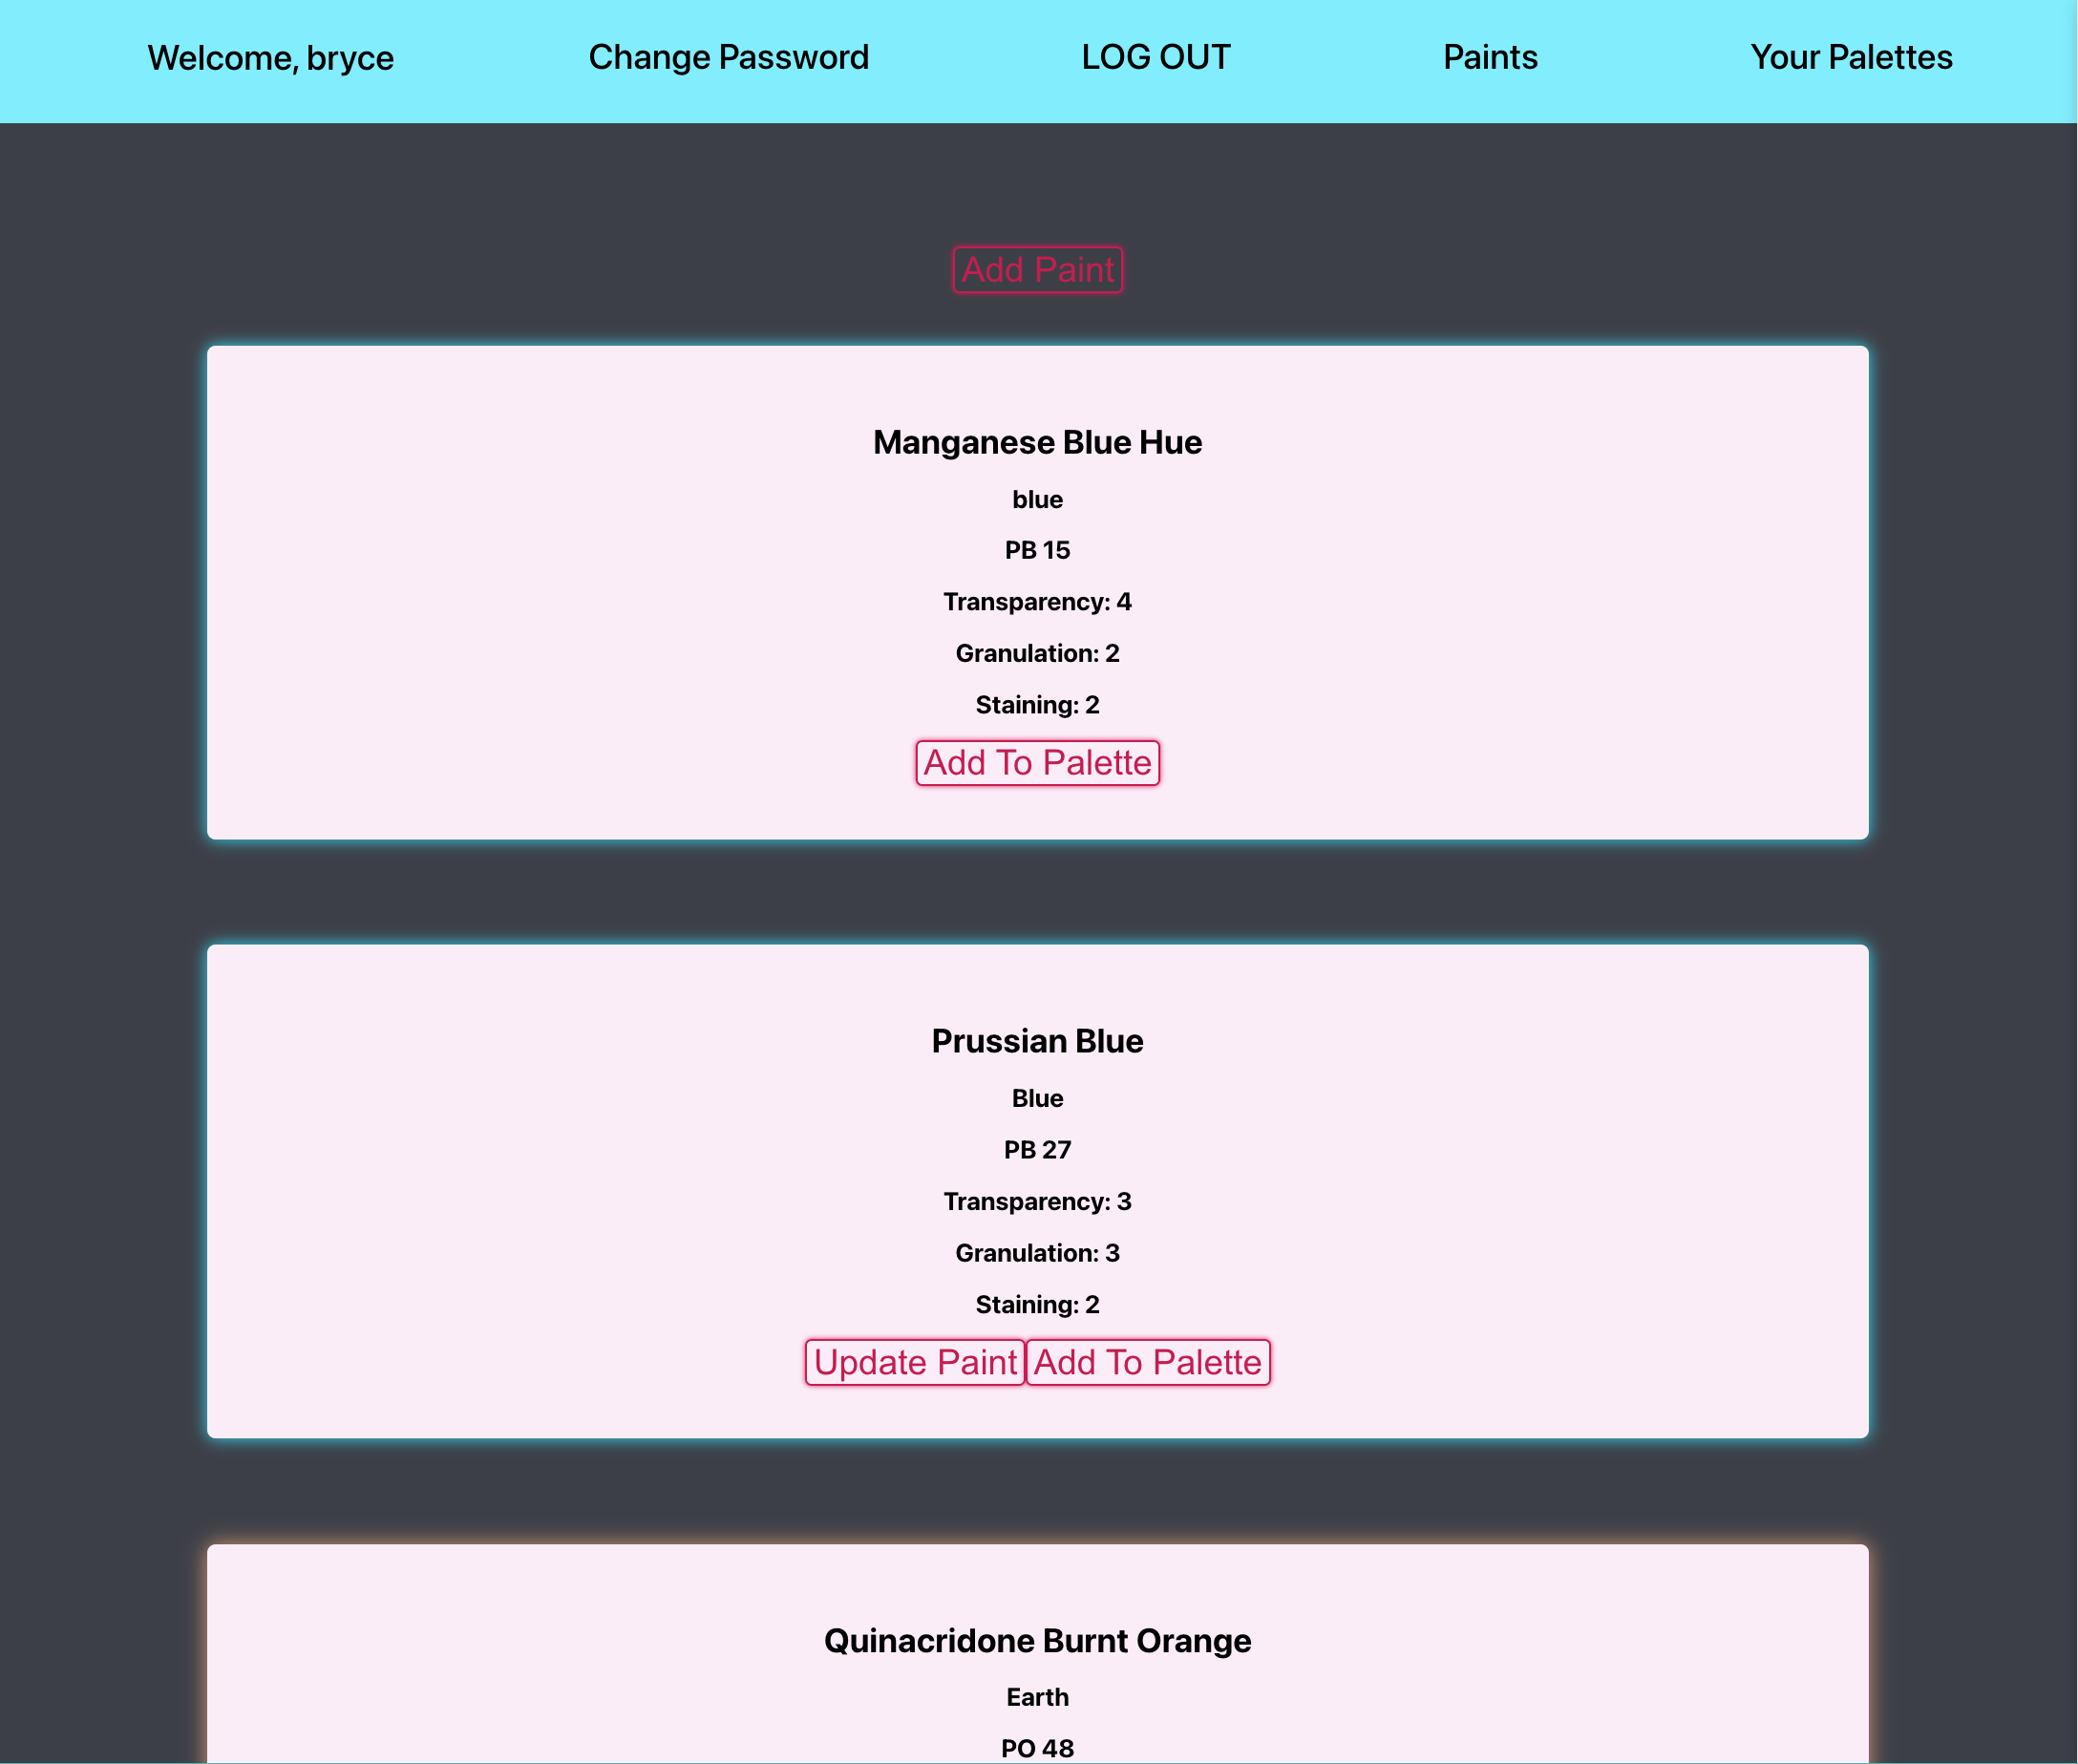 Welcome, bryce Change Password LOG OUT Paints Your Palettes
Add Paint
Manganese Blue Hue
blue
PB 15
Transparency: 4
Granulation: 2
Staining: 2
Add To Palette
Prussian Blue
Blue
PB 27
Transparency: 3
Granulation: 3
Staining: 2
Update Paint Add To Palette
Quinacridone Burnt Orange
Earth
PO 48